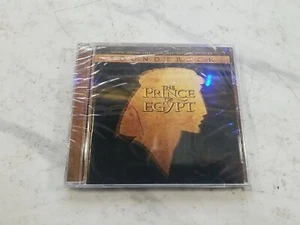 SOUNDTRACK
THE
PRINCE
OF
EGYPT